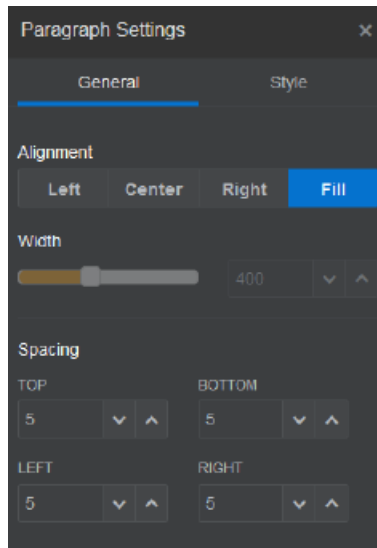 Paragraph Settings ×
General Style
Alignment
Left Center Right Fill
Width
400
Spacing
TOP BOTTOM
5 5
LEFT RIGHT
5 5